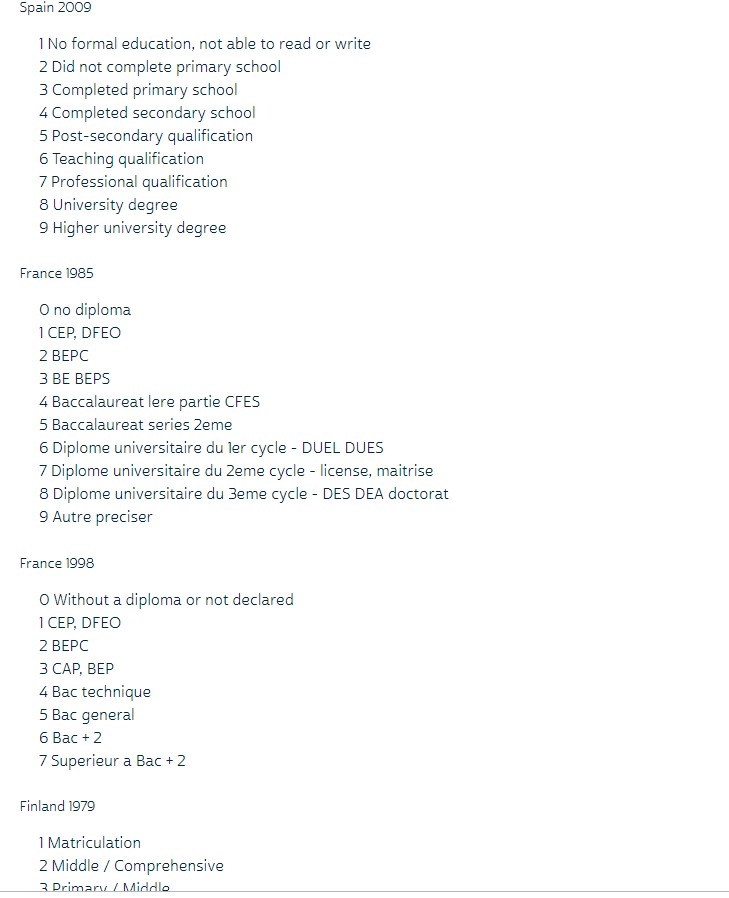 Spain 2009
1 No formal education, not able to read or write
2 Did not complete primary school
3 Completed primary school
4 Completed secondary school
5 Post-secondary qualification
6 Teaching qualification
7 Professional qualification
8 University degree
9 Higher university degree
France 1985
0 no diploma
1 CEP, DFEO
2 BEPC
3 BE BEPS
4 Baccalaureat lere partie CFES
5 Baccalaureat series 2eme
6 Diplome universitaire du ler cycle - DUEL DUES
7 Diplome universitaire du 2eme cycle - license, maitrise
8 Diplome universitaire du 3eme cycle - DES DEA doctorat
9 Autre preciser
France 1998
0 Without a diploma or not declared
1 CEP, DFEO
2 BEPC
3 CAP, BEP
4 Bac technique
5 Bac general
6 Bac + 2
7 Superieur a Bac + 2
Finland 1979
1 Matriculation
2 Middle / Comprehensive
3 Primary / Middle